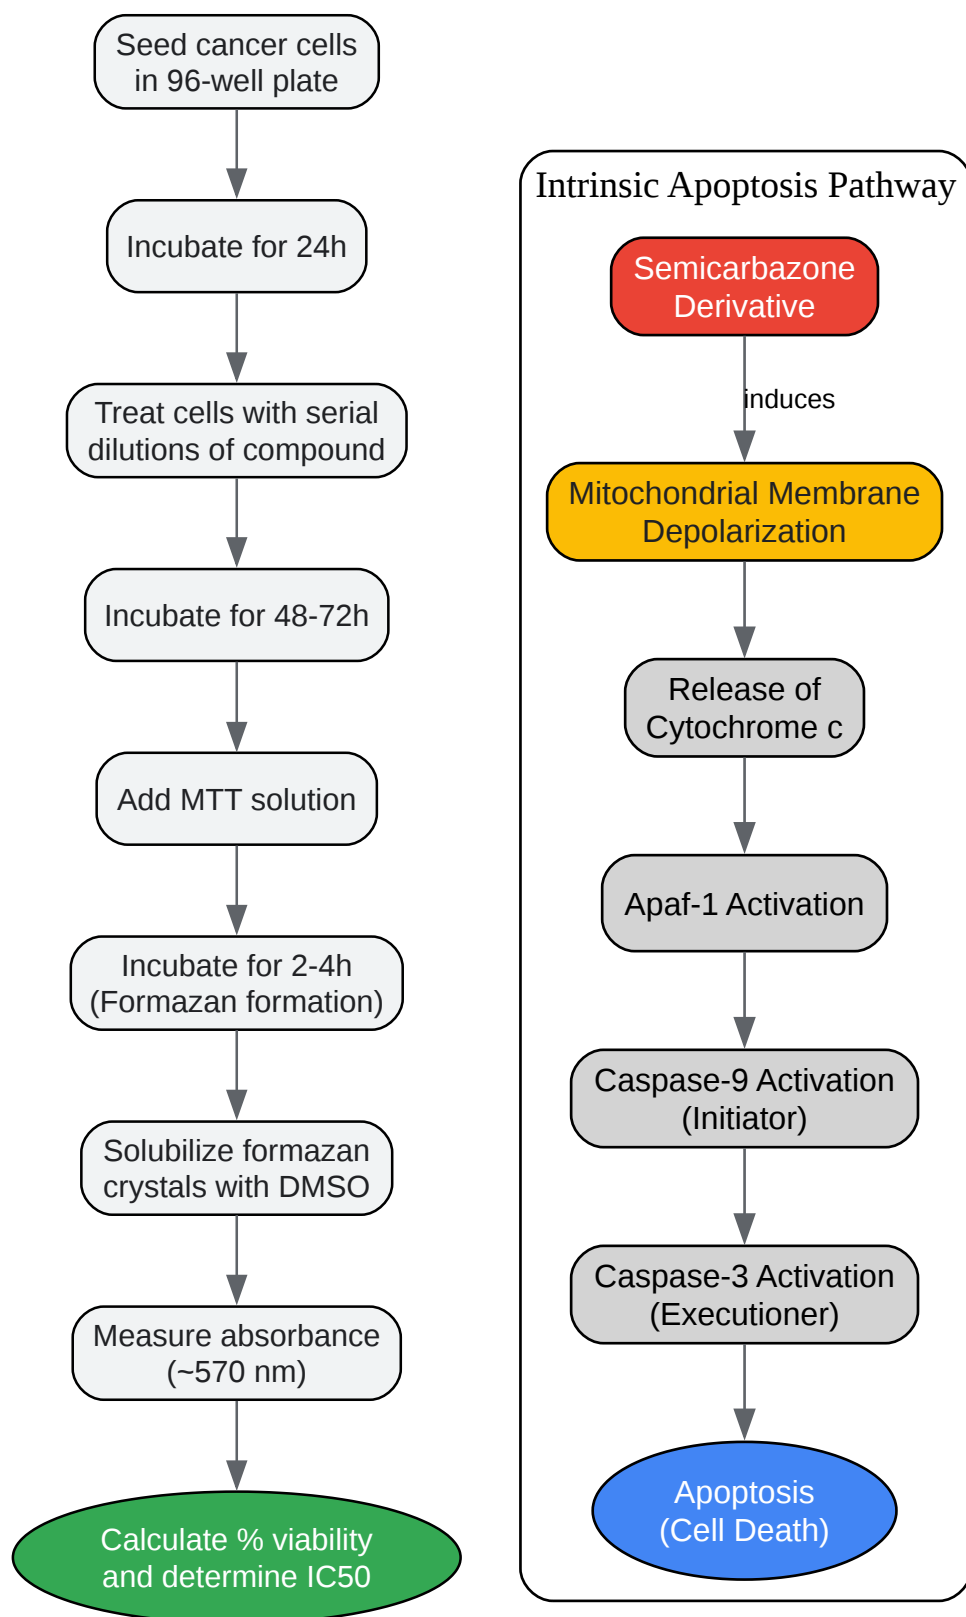 Seed cancer cells
in 96-well plate
Incubate for 24h
Treat cells with serial
dilutions of compound
Incubate for 48-72h
Add MTT solution
Incubate for 2-4h
(Formazan formation)
Solubilize formazan
crystals with DMSO
Measure absorbance
(~570 nm)
Calculate % viability
and determine IC50
Intrinsic Apoptosis Pathway
Semicarbazone
Derivative
induces
Mitochondrial Membrane
Depolarization
Release of
Cytochrome c
Apaf-1 Activation
Caspase-9 Activation
(Initiator)
Caspase-3 Activation
(Executioner)
Apoptosis
(Cell Death)